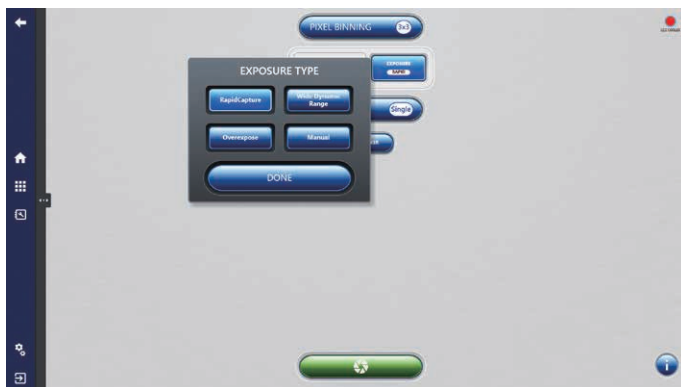 PIXEL BINNING 3x3
EXPOSURE
RAPID
EXPOSURE TYPE
RapidCapture
Wide Dynamic
Range
Single
Overexpose
Manual
DONE
i